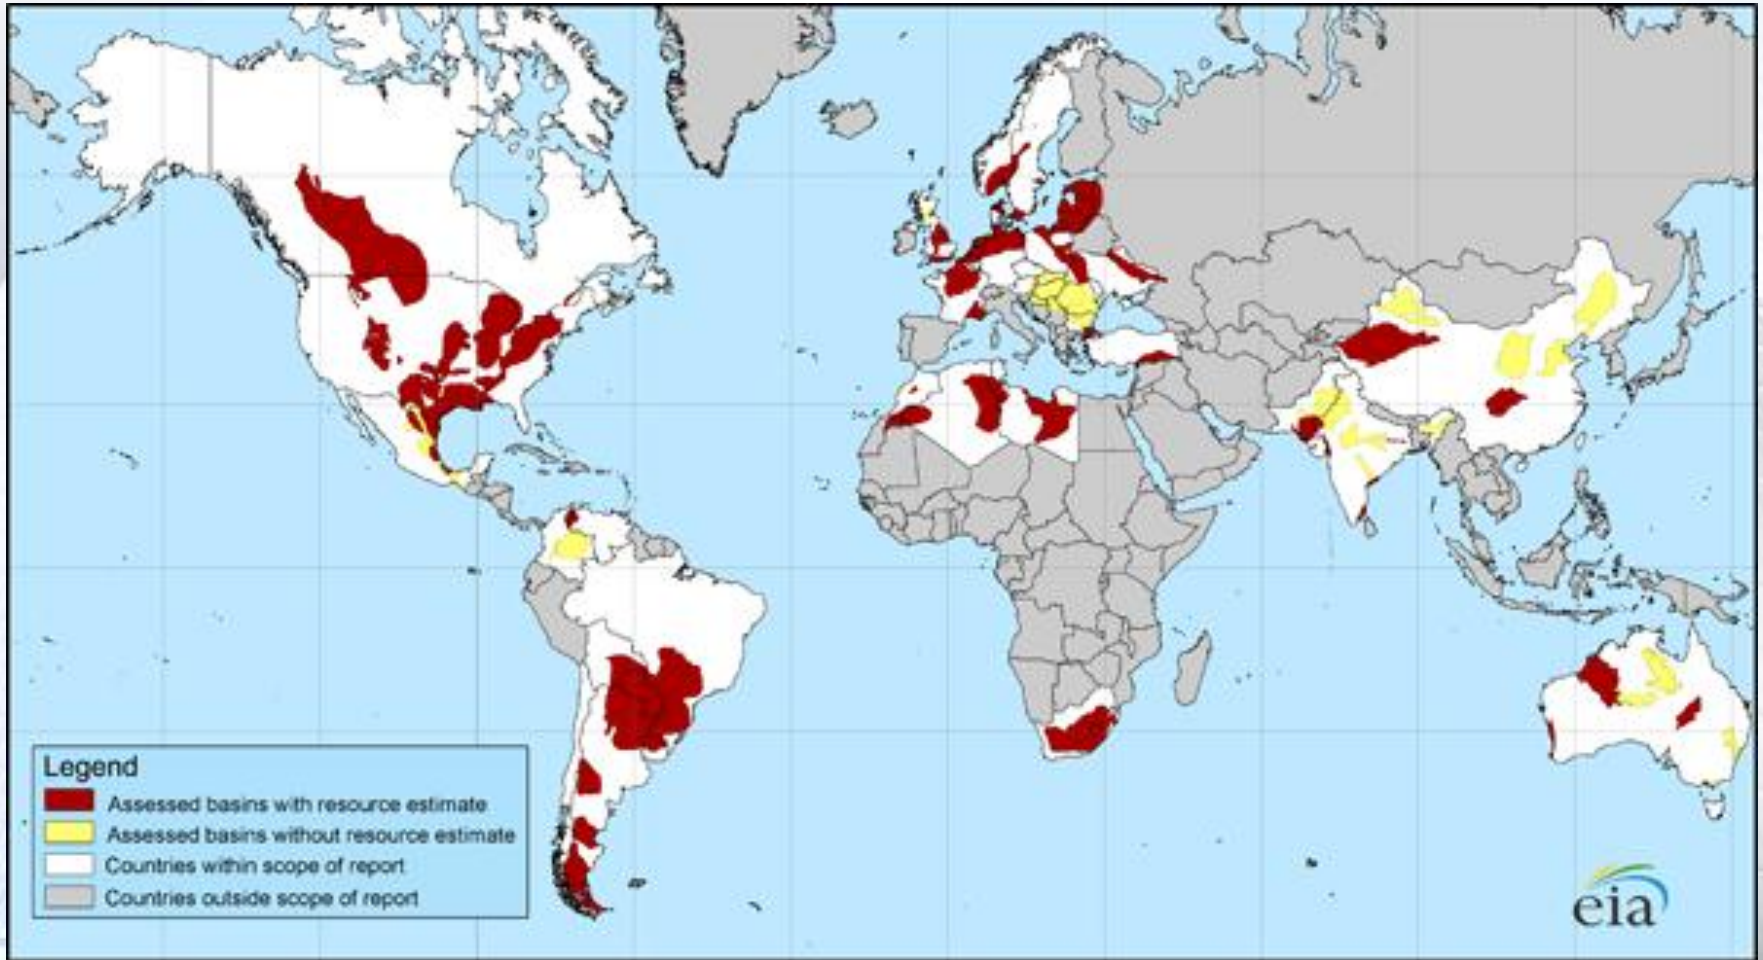 Legend
Assessed basins with resource estimate
Assessed basins without resource estimate
Countries within scope of report
Countries outside scope of report
eia